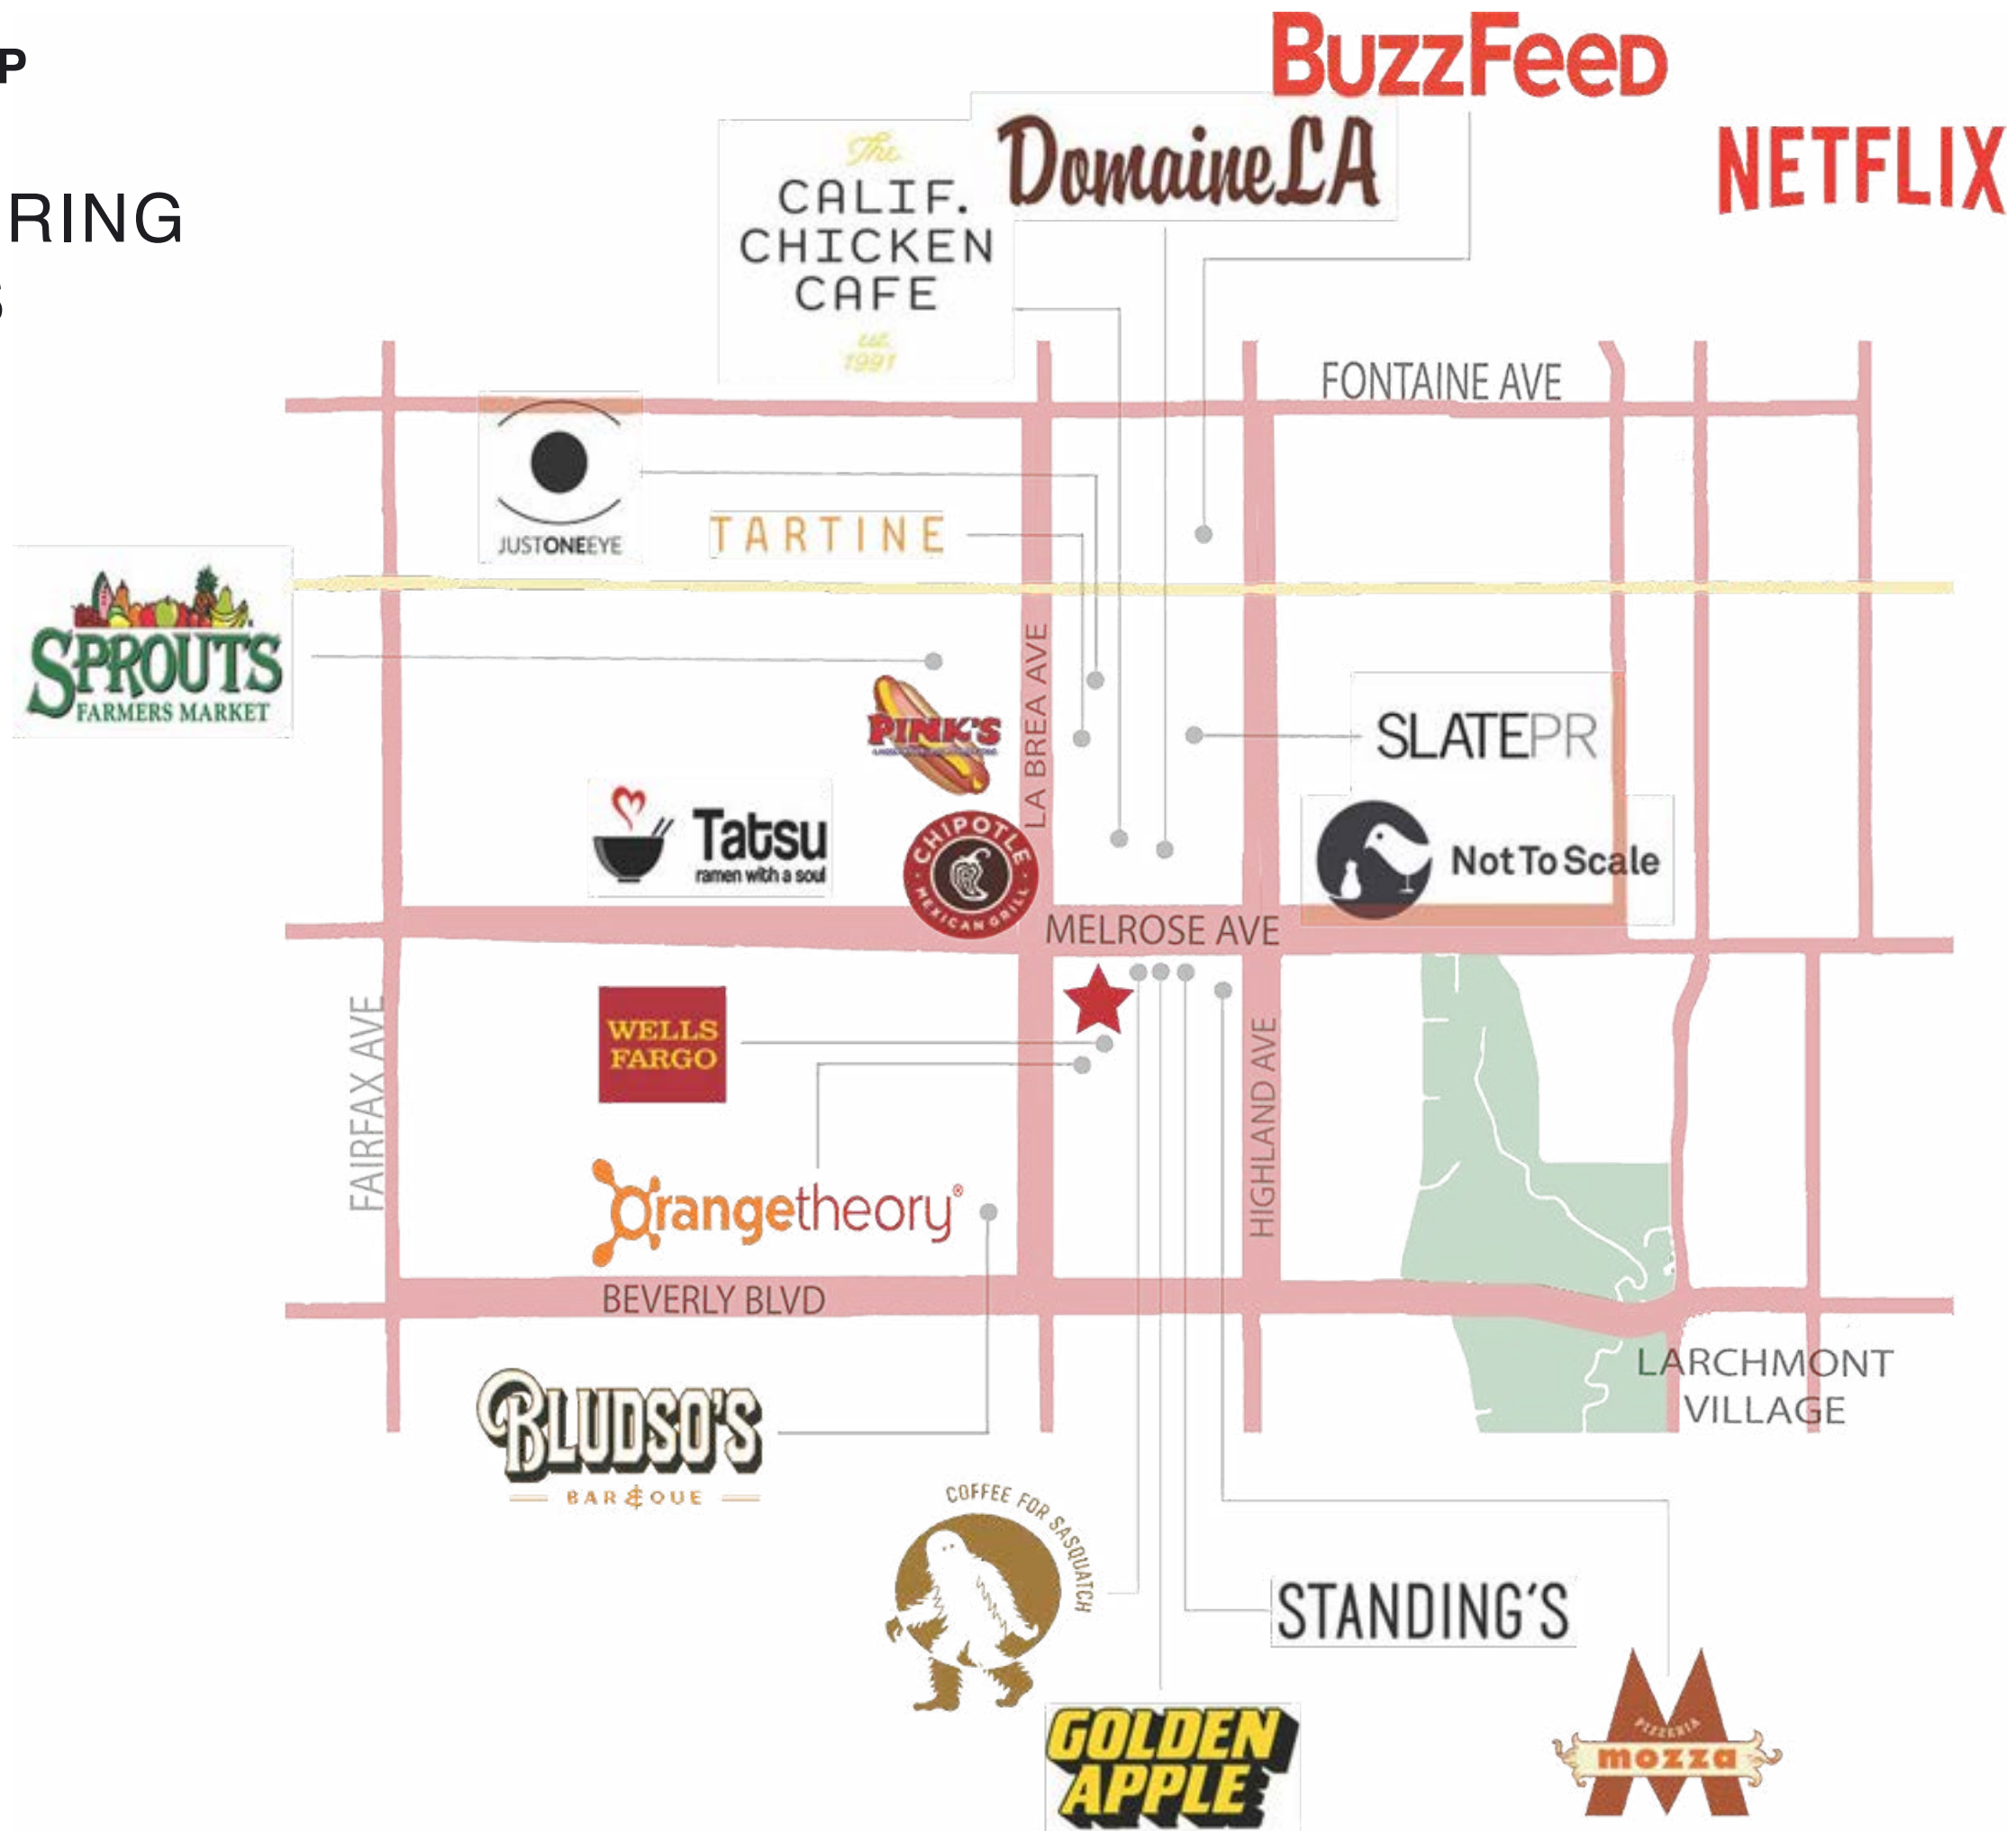 P
RING
S
BuzzFeeD
NETFLIX
DomaineLA
The
CALIF.
CHICKEN
CAFE
est.
1991
FONTAINE AVE
JUSTONEEYE
TARTINE
SPROUTS
FARMERS MARKET
LA BREA AVE
PINK'S
SLATEPR
Tatsu
ramen with a soul
CHIPOTLE
MEXICAN GRILL
Not To Scale
MELROSE AVE
WELLS
FARGO
FAIRFAX AVE
HIGHLAND AVE
Orangetheory®
BEVERLY BLVD
LARCHMONT
VILLAGE
BLUDSO'S
BAR & QUE
COFFEE FOR SASQUATCH
STANDING'S
GOLDEN
APPLE
PIZZERIA
mozza